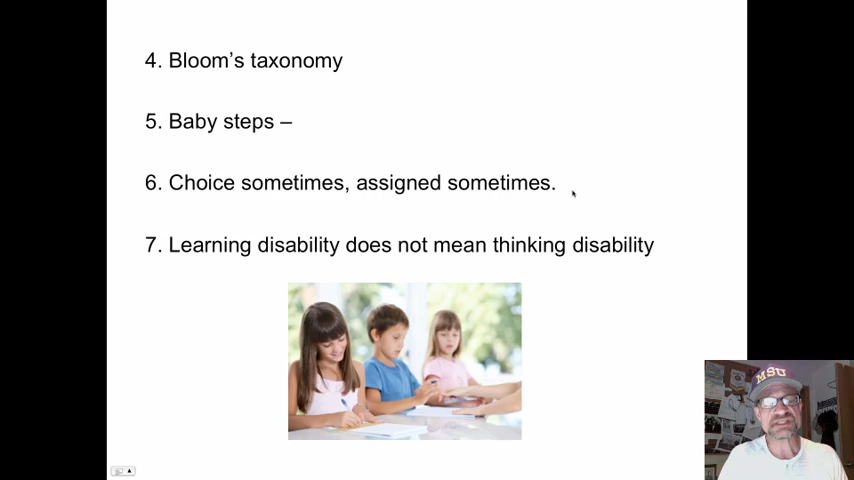 4. Bloom’s taxonomy
5. Baby steps –
6. Choice sometimes, assigned sometimes.
7. Learning disability does not mean thinking disability
MSU